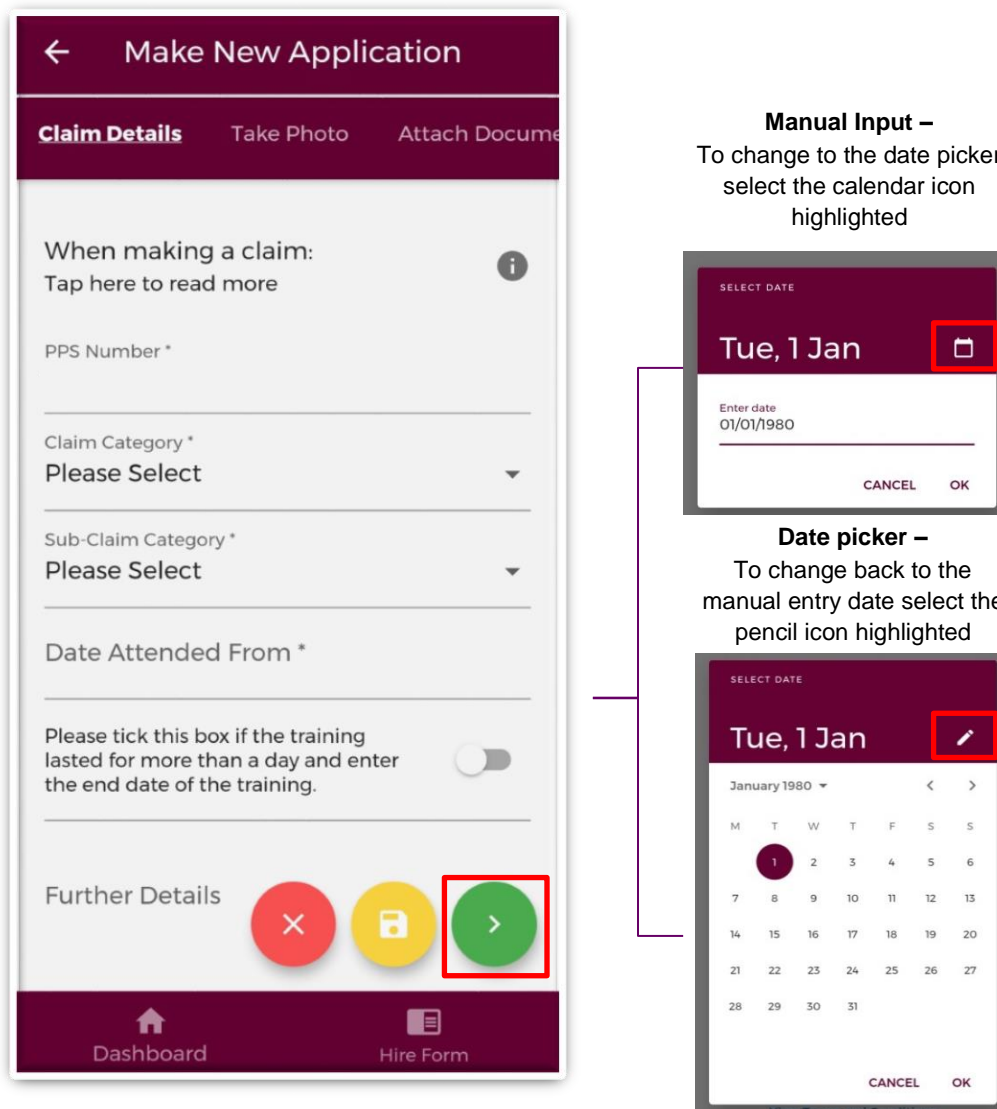 Make New Application
Claim Details Take Photo Attach Docume
When making a claim:
Tap here to read more
PPS Number *
Claim Category *
Please Select
Sub-Claim Category *
Please Select
Date Attended From *
Please tick this box if the training
lasted for more than a day and enter
the end date of the training.
Further Details
Dashboard Hire Form
Manual Input –
To change to the date picker
select the calendar icon
highlighted
SELECT DATE
Tue, 1 Jan
Enter date
01/01/1980
CANCEL OK
Date picker –
To change back to the
manual entry date select the
pencil icon highlighted
SELECT DATE
Tue, 1 Jan
January 1980
M T W T F S S
1 2 3 4 5 6
7 8 9 10 11 12 13
14 15 16 17 18 19 20
21 22 23 24 25 26 27
28 29 30 31
CANCEL OK